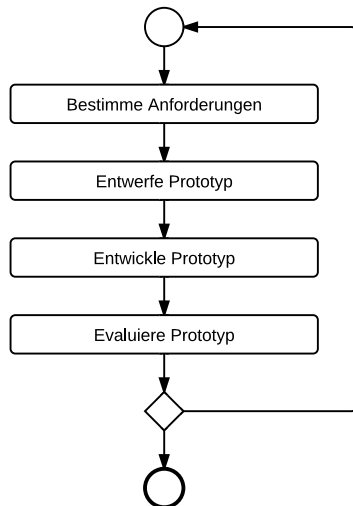 Bestimme Anforderungen
Entwerfe Prototyp
Entwickle Prototyp
Evaluiere Prototyp